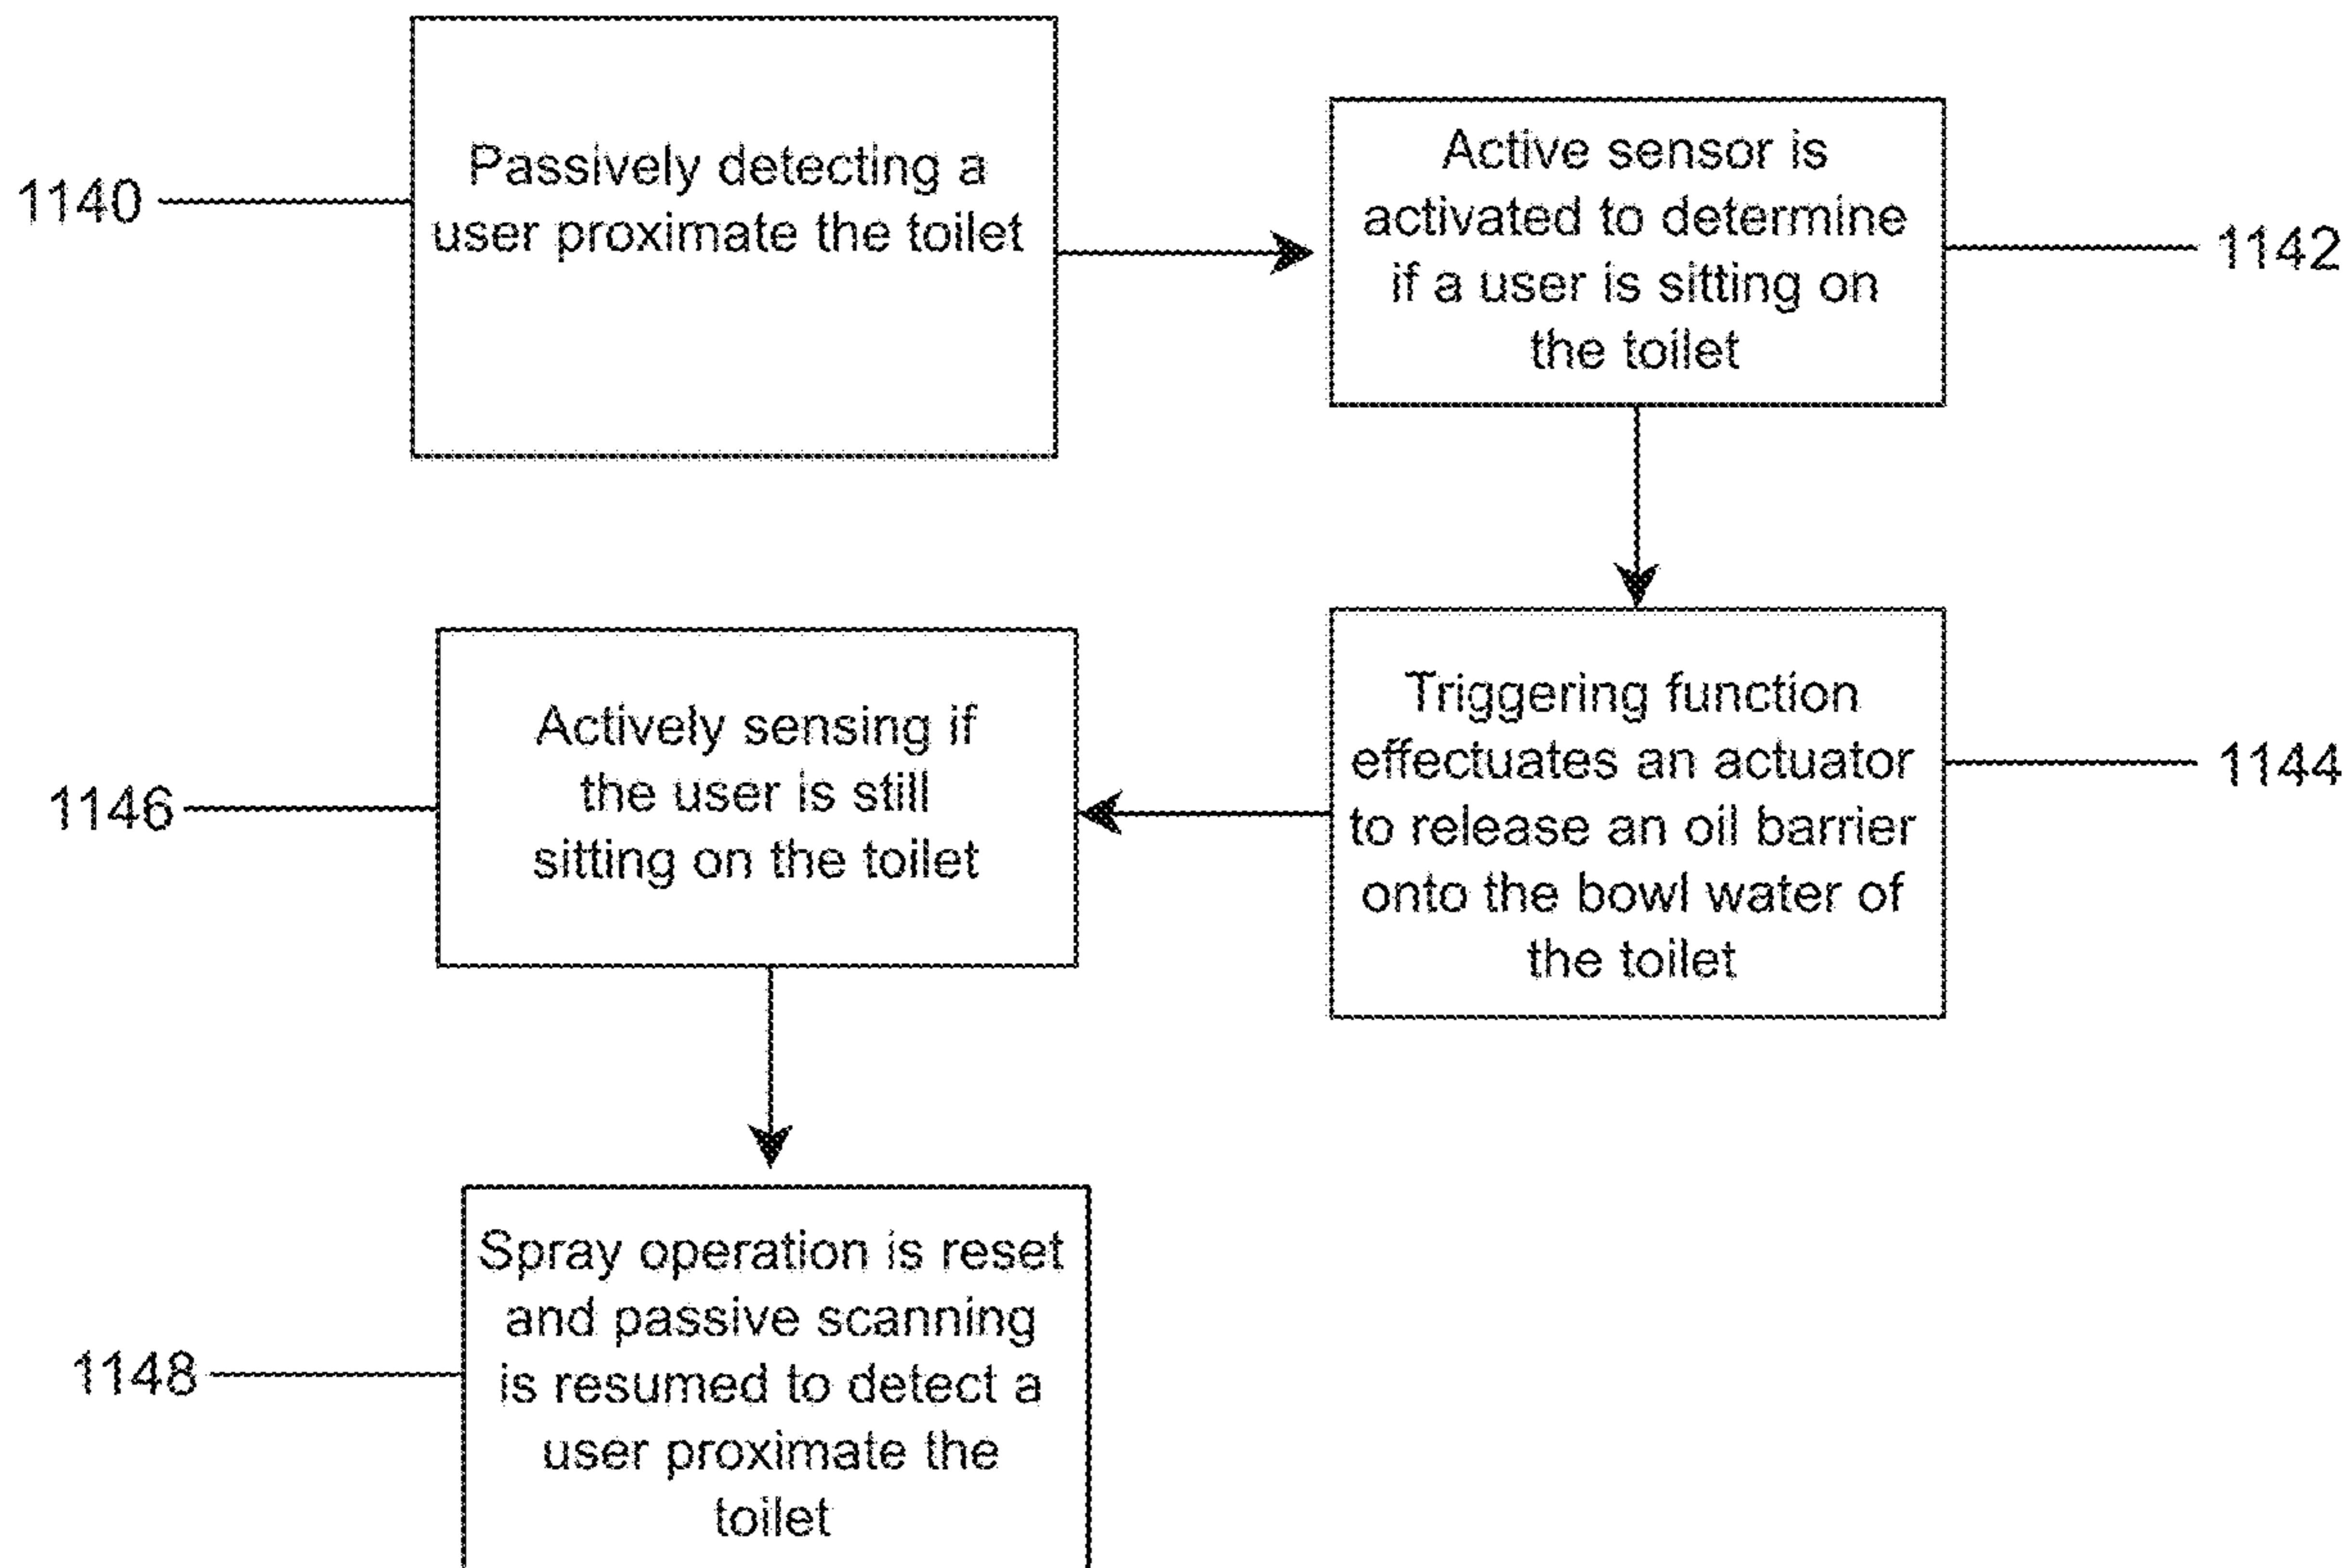 1140
Passively detecting a
user proximate the toilet
Active sensor is
activated to determine
if a user is sitting on
the toilet
1142
Triggering function
effectuates an actuator
to release an oil barrier
onto the bowl water of
the toilet
1144
1146
Actively sensing if
the user is still
sitting on the toilet
1148
Spray operation is reset
and passive scanning
is resumed to detect a
user proximate the
toilet